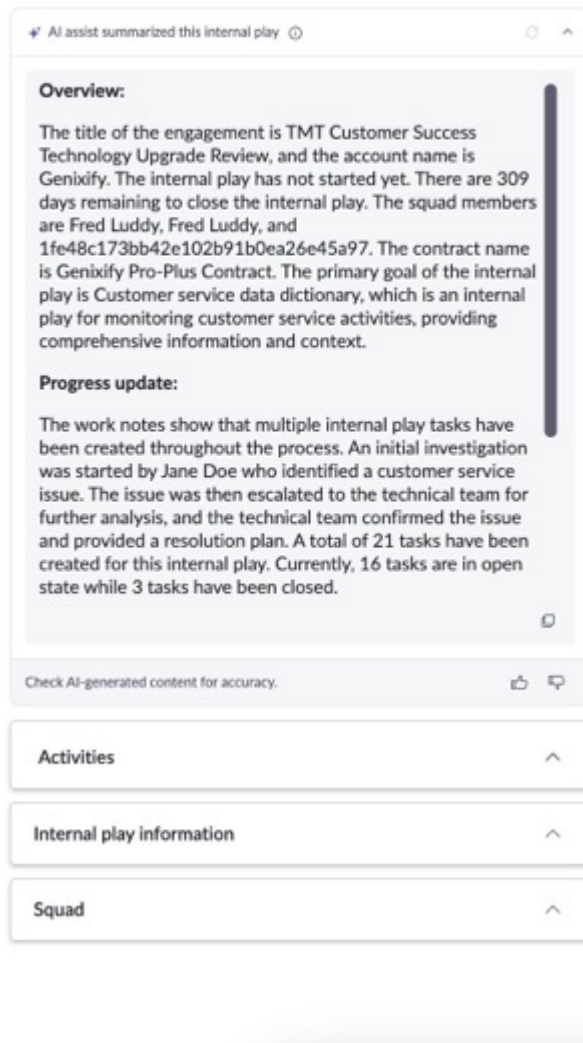 AI assist summarized this internal play
Overview:
The title of the engagement is TMT Customer Success
Technology Upgrade Review, and the account name is
Genixify. The internal play has not started yet. There are 309
days remaining to close the internal play. The squad members
are Fred Luddy, Fred Luddy, and
1fe48c173bb42e102b91b0ea26e45a97. The contract name
is Genixify Pro-Plus Contract. The primary goal of the internal
play is Customer service data dictionary, which is an internal
play for monitoring customer service activities, providing
comprehensive information and context.
Progress update:
The work notes show that multiple internal play tasks have
been created throughout the process. An initial investigation
was started by Jane Doe who identified a customer service
issue. The issue was then escalated to the technical team for
further analysis, and the technical team confirmed the issue
and provided a resolution plan. A total of 21 tasks have been
created for this internal play. Currently, 16 tasks are in open
state while 3 tasks have been closed.
Check AI-generated content for accuracy.
Activities
Internal play information
Squad